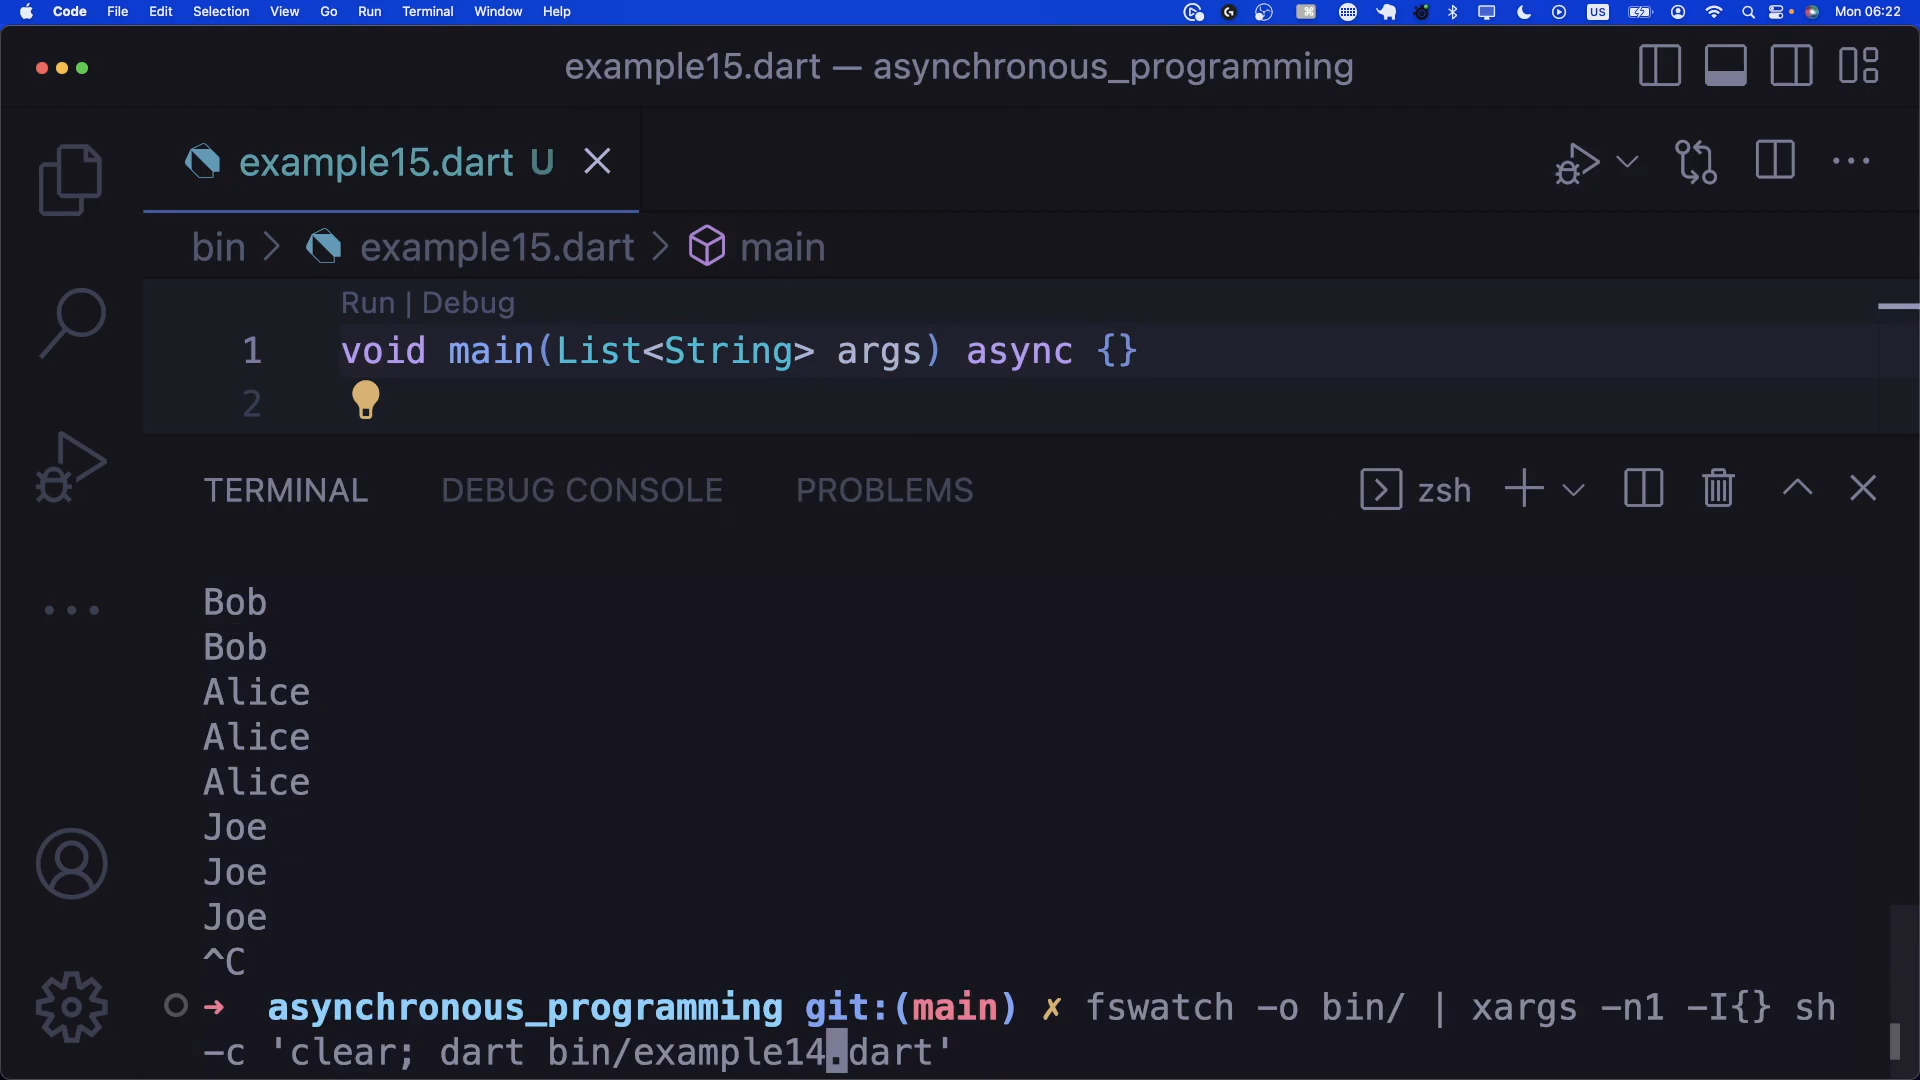 Code File Edit Selection View Go Run Terminal Window Help US Mon 06:22
example15.dart — asynchronous_programming
example15.dart U
bin > example15.dart > main
Run | Debug
1 void main(List<String> args) async {}
2
TERMINAL DEBUG CONSOLE PROBLEMS zsh
Bob
Bob
Alice
Alice
Alice
Joe
Joe
Joe
^C
➜ asynchronous_programming git:(main) ✗ fswatch -o bin/ | xargs -n1 -I{} sh
-c 'clear; dart bin/example14.dart'